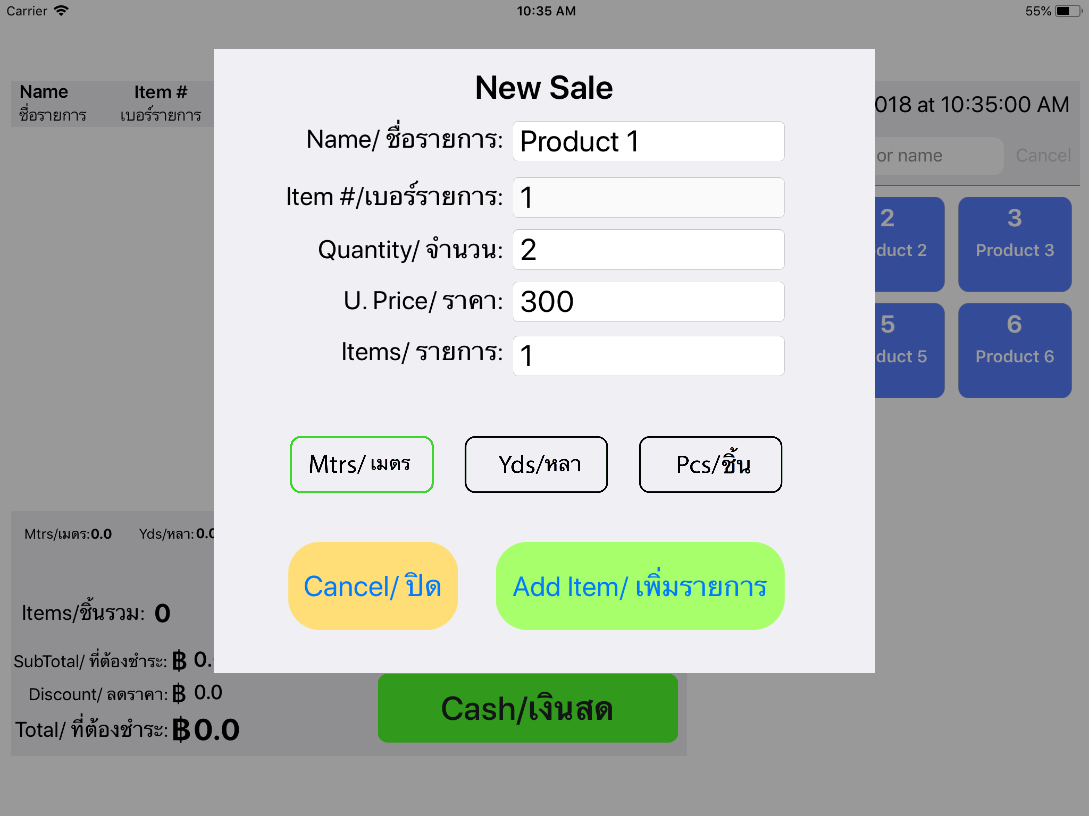 Carrier 10:35 AM 55%
Name Item #
ชื่อรายการ เบอร์รายการ
018 at 10:35:00 AM
or name Cancel
2 3
duct 2 Product 3
5 6
duct 5 Product 6
New Sale
Name/ ชื่อรายการ: Product 1
Item #/เบอร์รายการ: 1
Quantity/ จำนวน: 2
U. Price/ ราคา: 300
Items/ รายการ: 1
Mtrs/ เมตร Yds/หลา Pcs/ชิ้น
Cancel/ ปิด Add Item/ เพิ่มรายการ
Mtrs/เมตร:0.0 Yds/หลา:0.0
Items/ชิ้นรวม: 0
SubTotal/ ที่ต้องชำระ: ฿ 0.
Discount/ ลดราคา: ฿ 0.0
Total/ ที่ต้องชำระ: ฿0.0
Cash/เงินสด